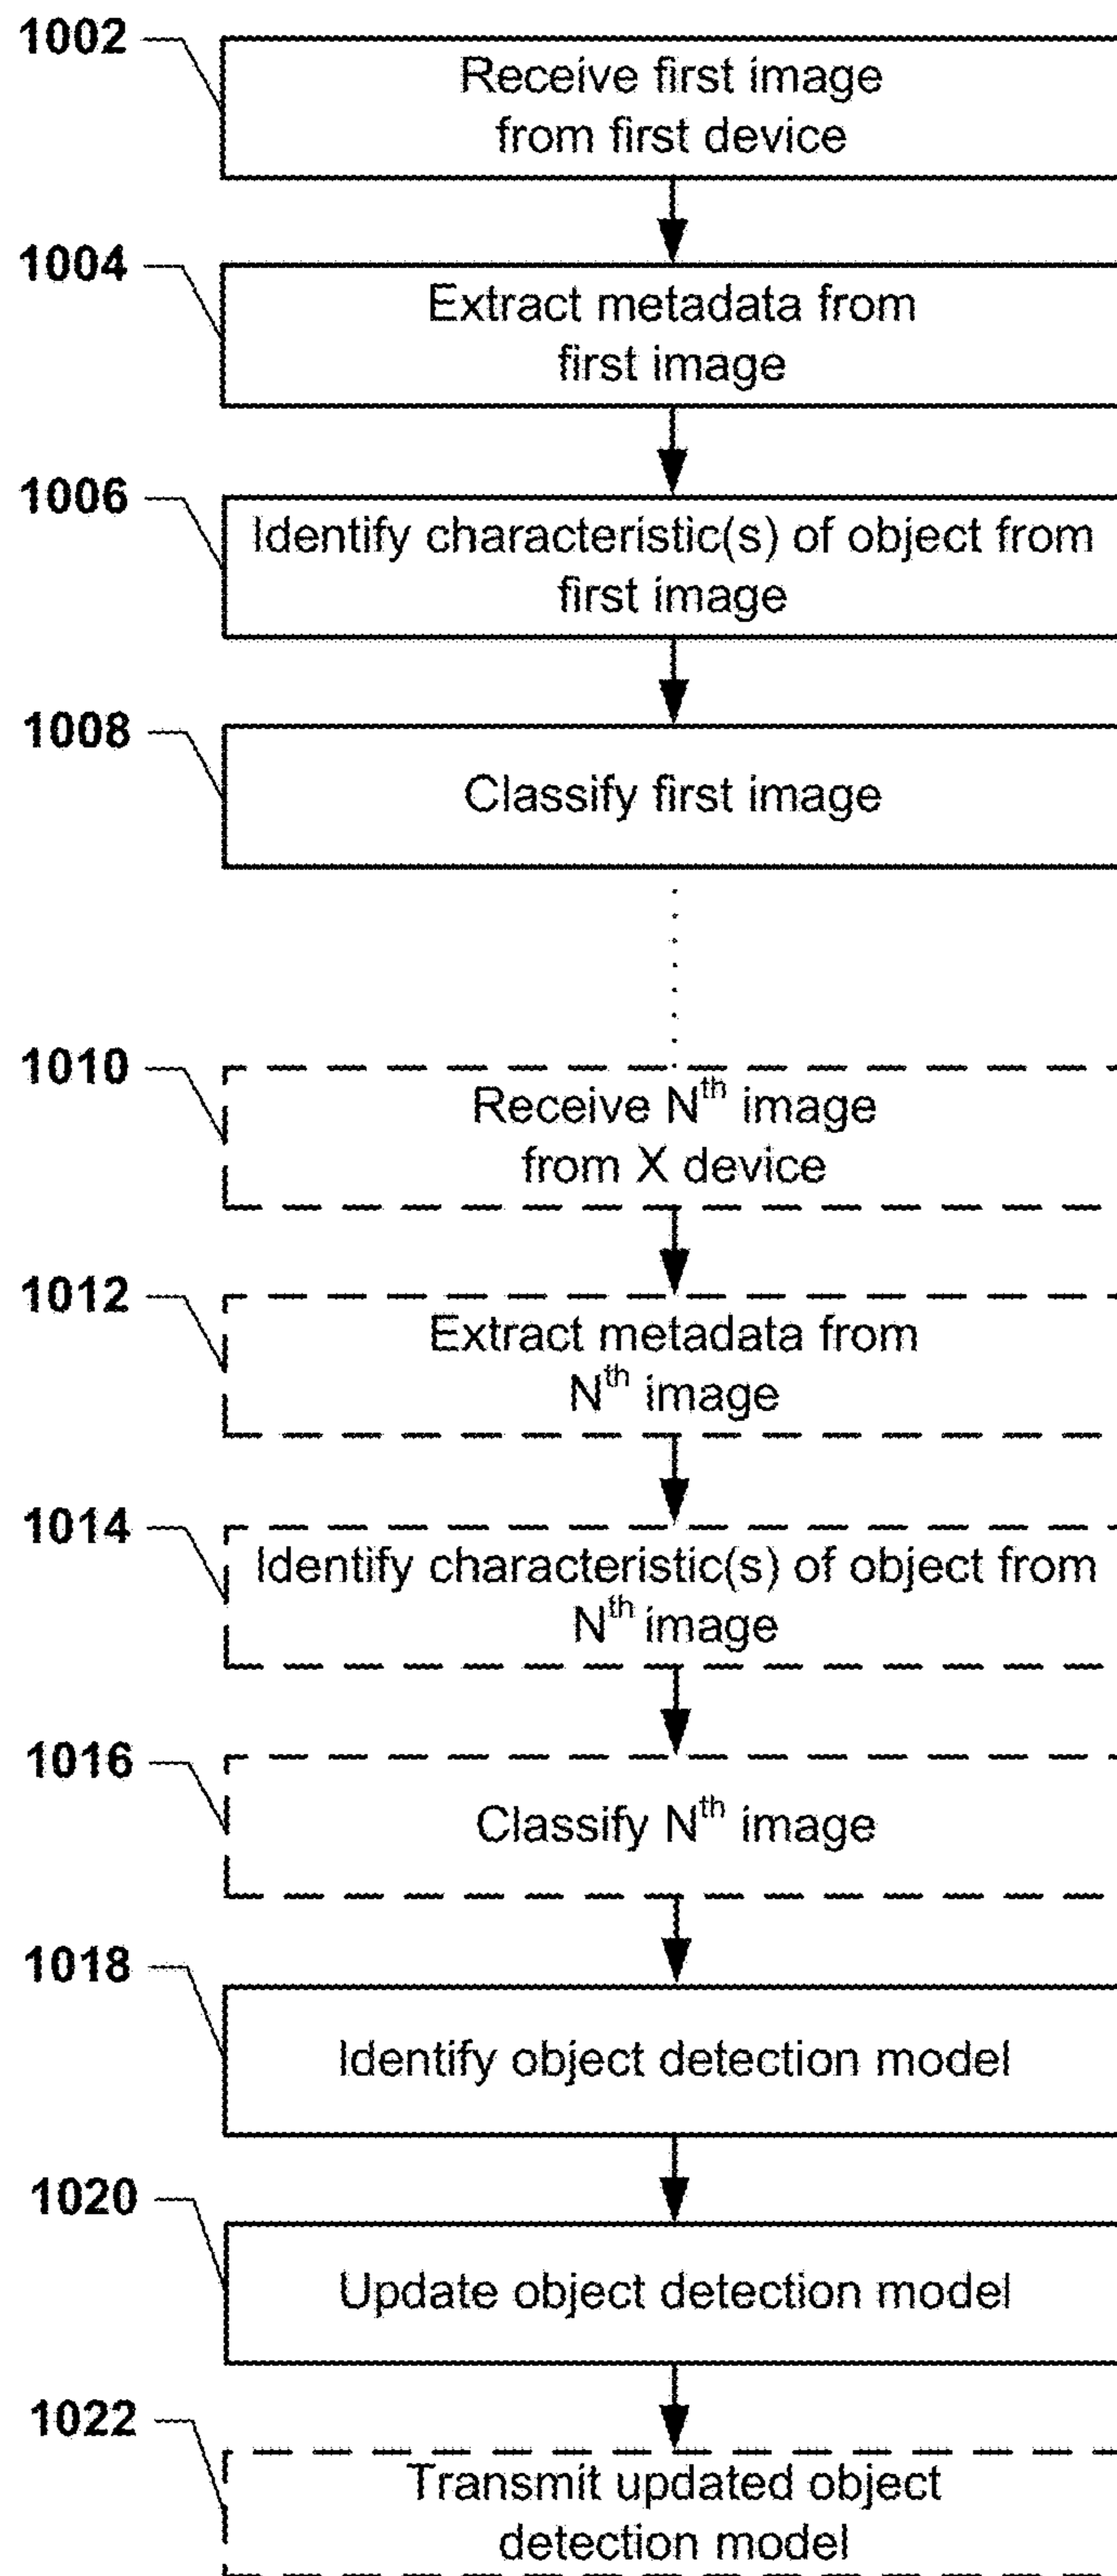 1002
Receive first image
from first device
1004
Extract metadata from
first image
1006
Identify characteristic(s) of object from
first image
1008
Classify first image
1010
Receive Nth image
from X device
1012
Extract metadata from
Nth image
1014
Identify characteristic(s) of object from
Nth image
1016
Classify Nth image
1018
Identify object detection model
1020
Update object detection model
1022
Transmit updated object
detection model